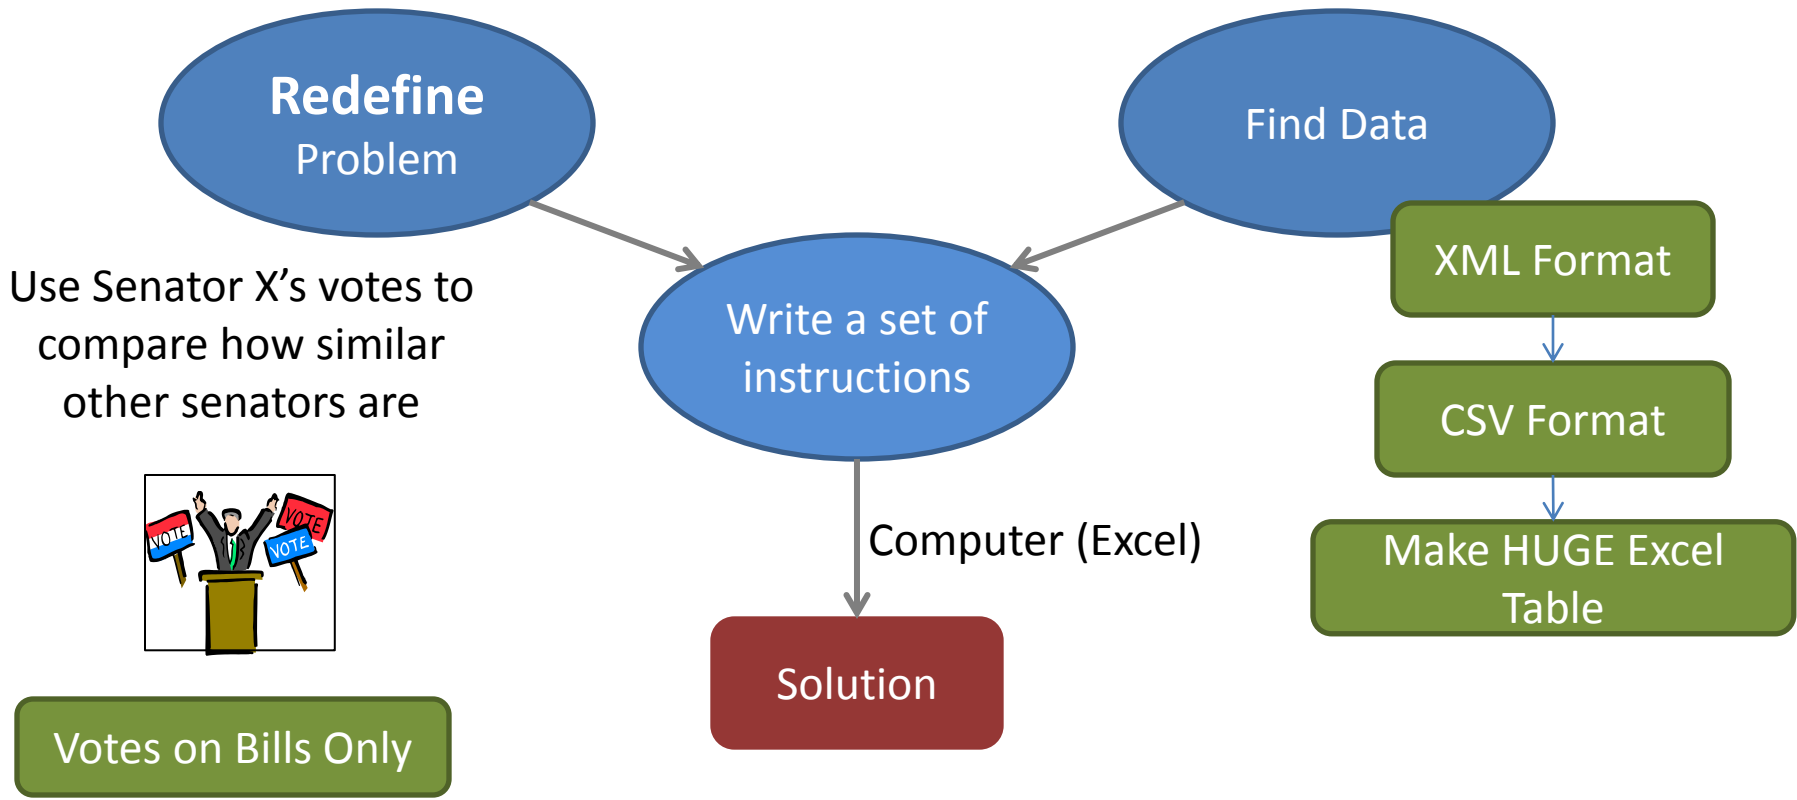 Redefine
Problem
Find Data
XML Format
Use Senator X's votes to
compare how similar
other senators are
Write a set of
instructions
CSV Format
VOTE
VOTE
VOTE
Computer (Excel)
Make HUGE Excel
Table
Solution
Votes on Bills Only